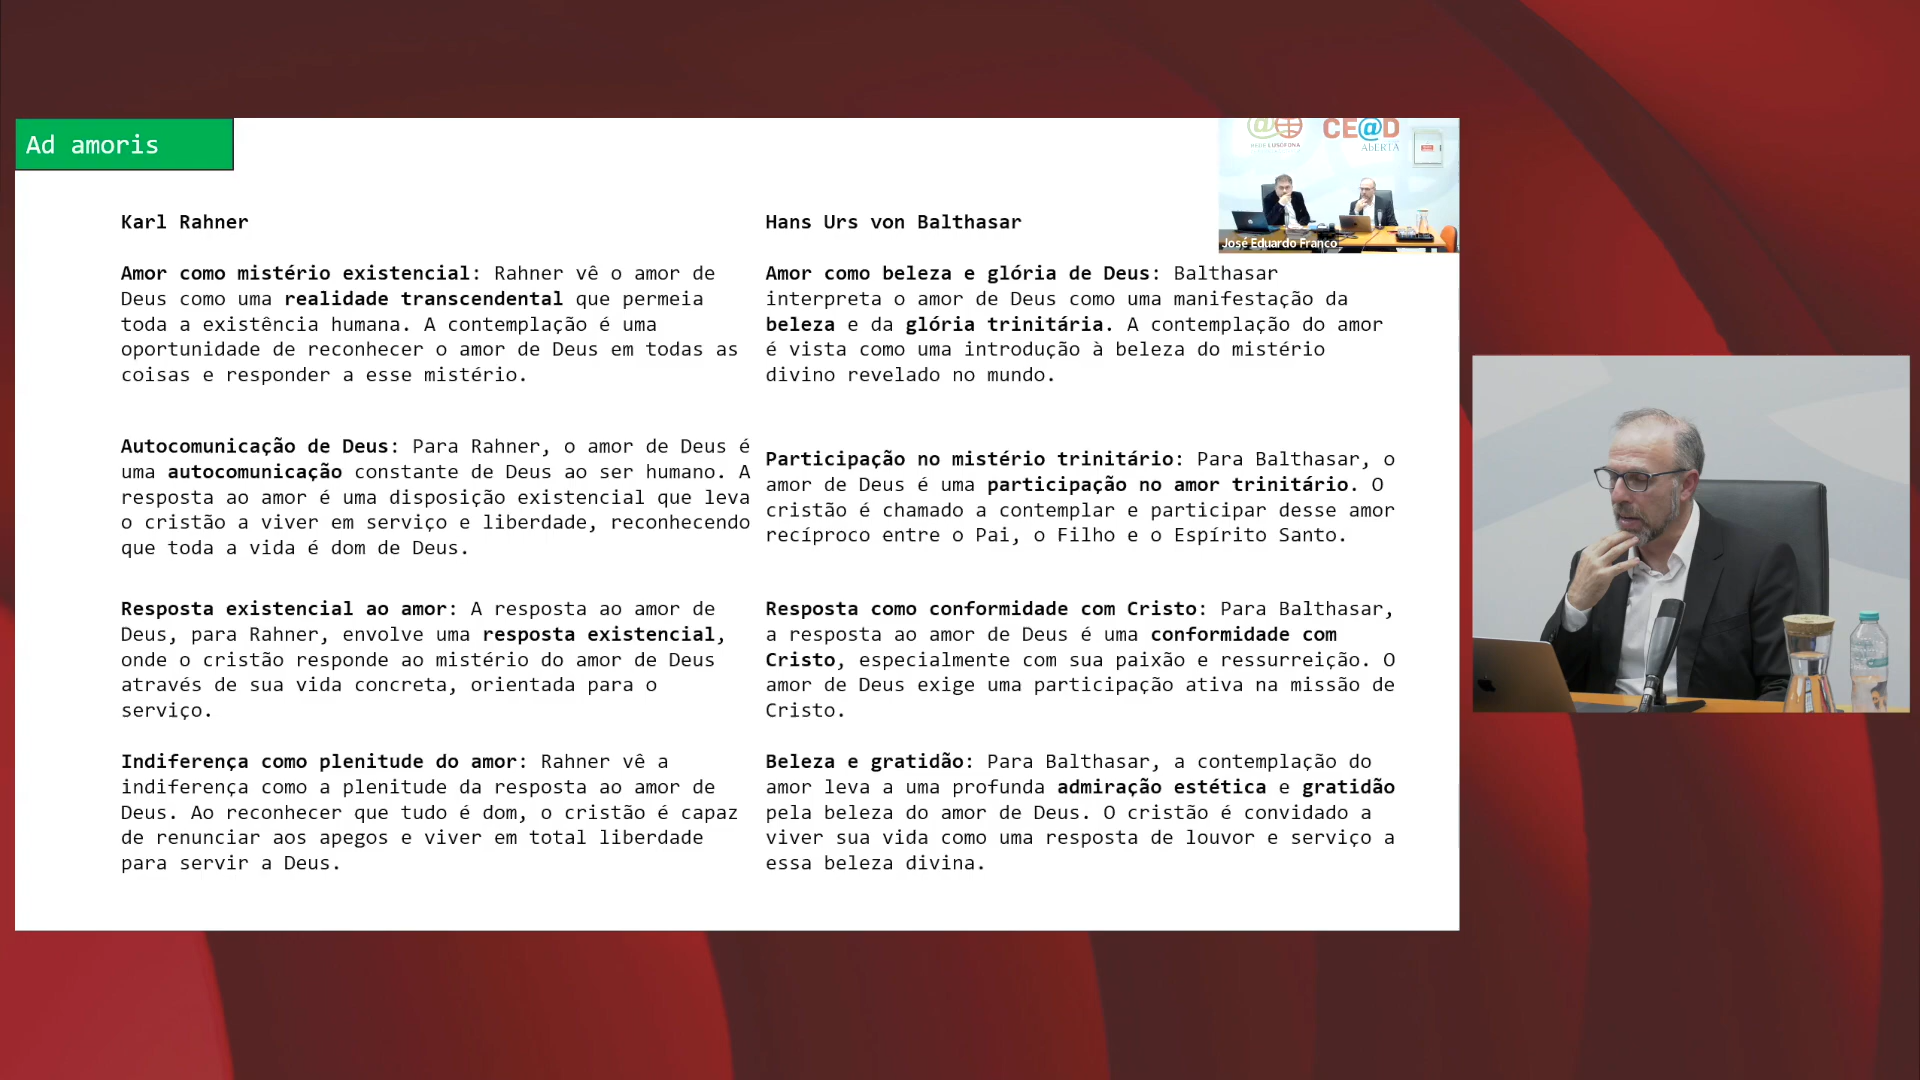 Ad amoris
Karl Rahner
Amor como mistério existencial: Rahner vê o amor de
Deus como uma realidade transcendental que permeia
toda a existência humana. A contemplação é uma
oportunidade de reconhecer o amor de Deus em todas as
coisas e responder a esse mistério.
Autocomunicação de Deus: Para Rahner, o amor de Deus é
uma autocomunicação constante de Deus ao ser humano. A
resposta ao amor é uma disposição existencial que leva
o cristão a viver em serviço e liberdade, reconhecendo
que toda a vida é dom de Deus.
Resposta existencial ao amor: A resposta ao amor de
Deus, para Rahner, envolve uma resposta existencial,
onde o cristão responde ao mistério do amor de Deus
através de sua vida concreta, orientada para o
serviço.
Indiferença como plenitude do amor: Rahner vê a
indiferença como a plenitude da resposta ao amor de
Deus. Ao reconhecer que tudo é dom, o cristão é capaz
de renunciar aos apegos e viver em total liberdade
para servir a Deus.
Hans Urs von Balthasar
Amor como beleza e glória de Deus: Balthasar
interpreta o amor de Deus como uma manifestação da
beleza e da glória trinitária. A contemplação do amor
é vista como uma introdução à beleza do mistério
divino revelado no mundo.
Participação no mistério trinitário: Para Balthasar, o
amor de Deus é uma participação no amor trinitário. O
cristão é chamado a contemplar e participar desse amor
recíproco entre o Pai, o Filho e o Espírito Santo.
Resposta como conformidade com Cristo: Para Balthasar,
a resposta ao amor de Deus é uma conformidade com
Cristo, especialmente com sua paixão e ressurreição. O
amor de Deus exige uma participação ativa na missão de
Cristo.
Beleza e gratidão: Para Balthasar, a contemplação do
amor leva a uma profunda admiração estética e gratidão
pela beleza do amor de Deus. O cristão é convidado a
viver sua vida como uma resposta de louvor e serviço a
essa beleza divina.
CE@D
AbERTA
REDE LUSÓFONA
José Eduardo Franco